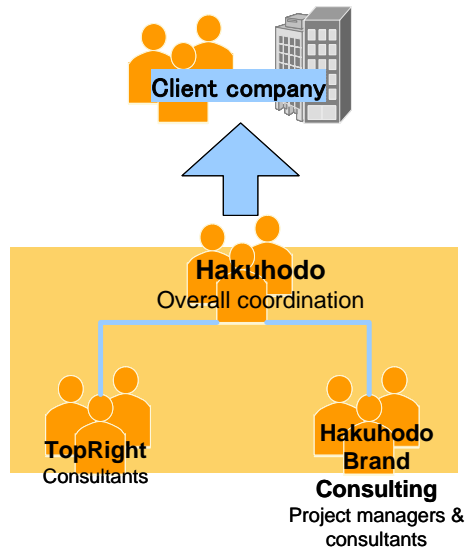 Client company
Hakuhodo
Overall coordination
TopRight
Consultants
Hakuhodo
Brand
Consulting
Project managers &
consultants